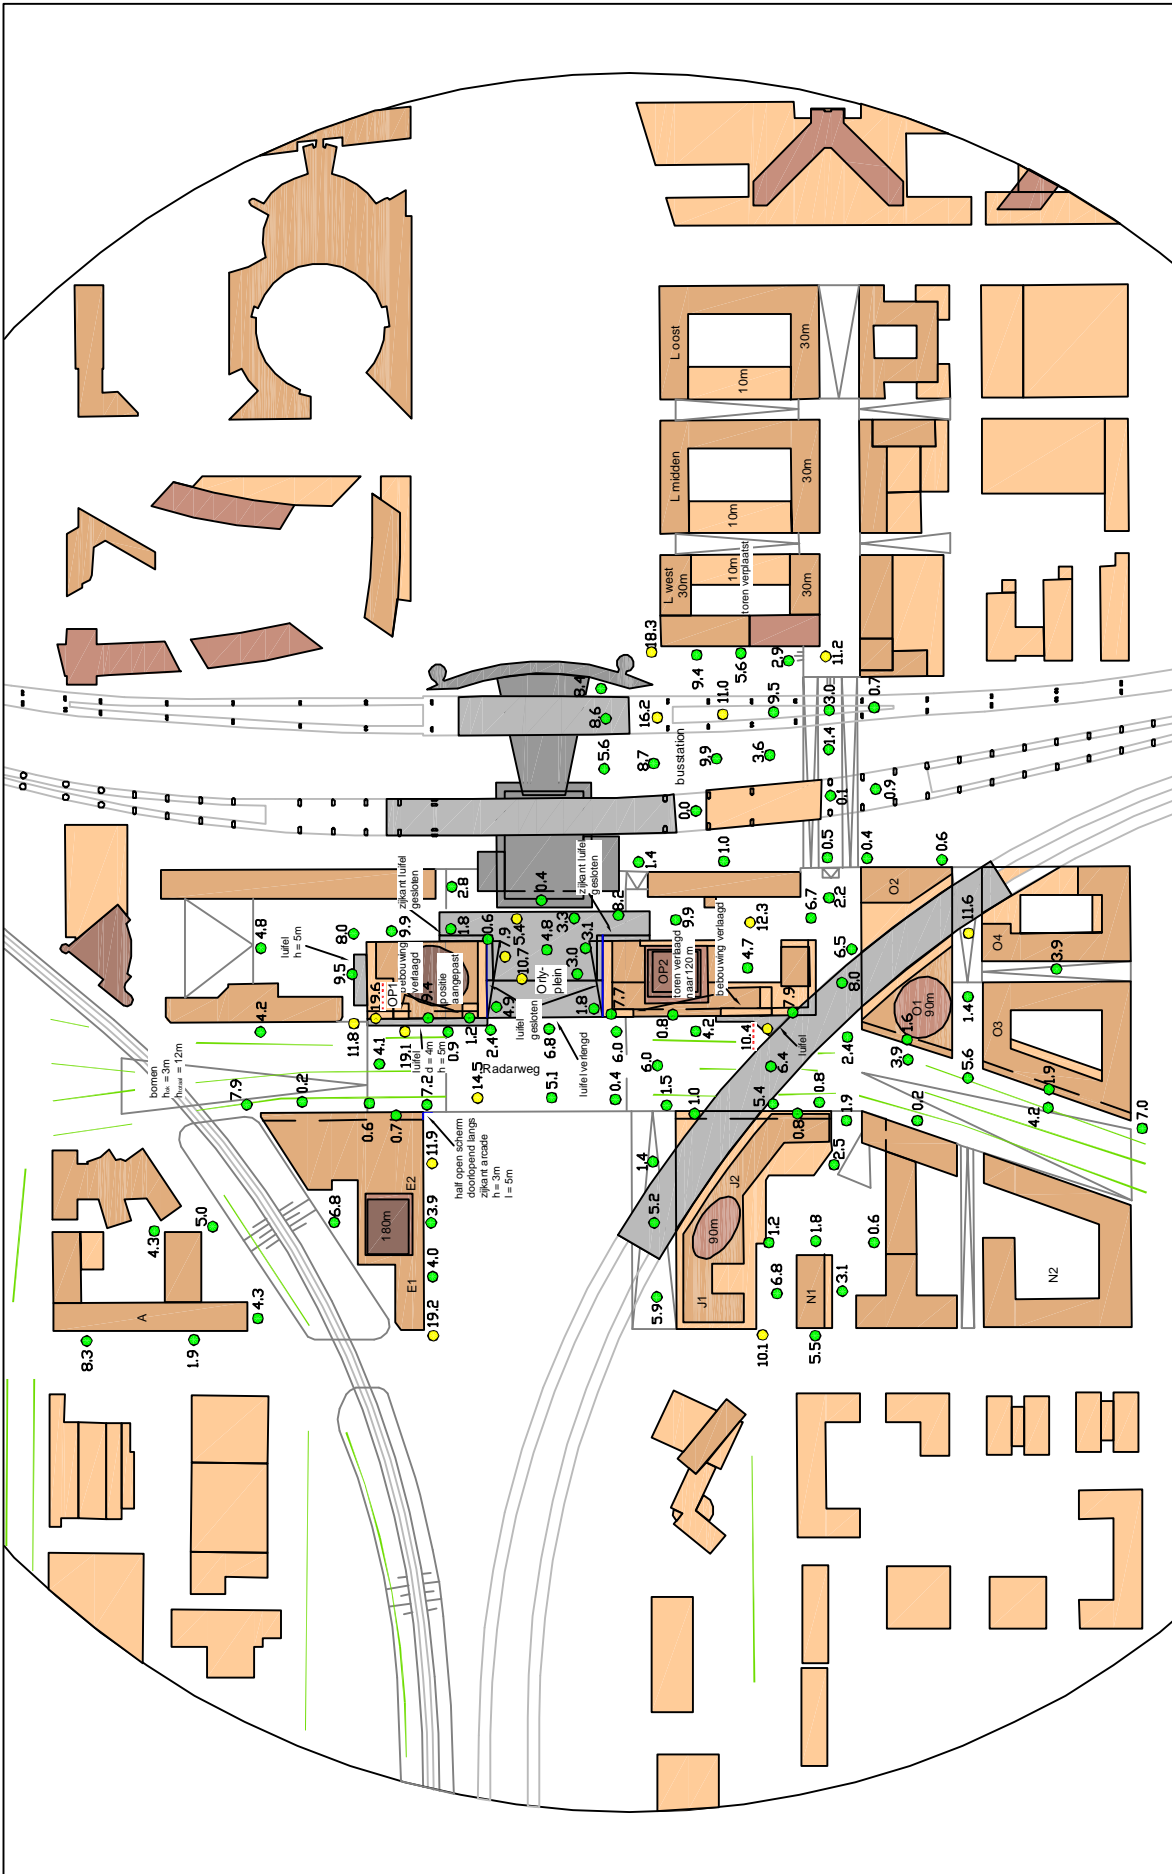 L oost
10m
30m
L midden
10m
30m
L west
30m
10m
toren verplaatst
30m
18.3
9.4
5.6
2.9
11.2
8.4
8.6
16.2
11.0
9.5
3.0
0.7
5.6
8.7
busstation
9.9
3.6
1.4
0.0
0.1
0.9
1.4
1.0
0.5
0.4
0.6
2.8
zijkant luifel
gesloten
zijkant luifel
gesloten
0.4
6.7
2.2
O2
4.8
luifel
h = 5m
8.0
9.9
1.8
0.6
7.9
5.4
4.8
3.3
8.2
3.1
9.9
12.3
11.6
O4
9.5
OP1
bebouwing
verlaagd
positie
aangepast
10.7
Orly-
plein
3.0
OP2
toren verlaagd
naar 120m
bebouwing verlaagd
4.7
6.5
8.0
3.9
4.2
11.8
19.6
9.4
1.2
4.9
luifel
gesloten
1.8
7.7
0.8
7.9
O1
90m
1.6
1.4
O3
4.1
19.1
luifel
d = 4m
h = 5m
0.9
2.4
6.8
luifel verlengd
6.0
4.2
10.4
luifel
2.4
3.9
bomen
h = 3m
h = 12m
Radarweg
6.0
6.4
5.6
7.9
0.2
0.6
0.7
7.2
14.5
5.1
0.4
1.5
1.0
5.4
0.8
0.8
1.9
0.2
4.2
1.9
7.0
half open scherm
doorlopend langs
zijkant arcade
h = 3m
l = 5m
11.9
E2
180m
6.8
3.9
4.0
E1
19.2
5.0
4.3
A
4.3
8.3
1.9
1.4
5.2
J2
90m
2.5
1.2
1.8
0.6
5.9
J1
6.8
N1
3.1
N2
10.1
5.5